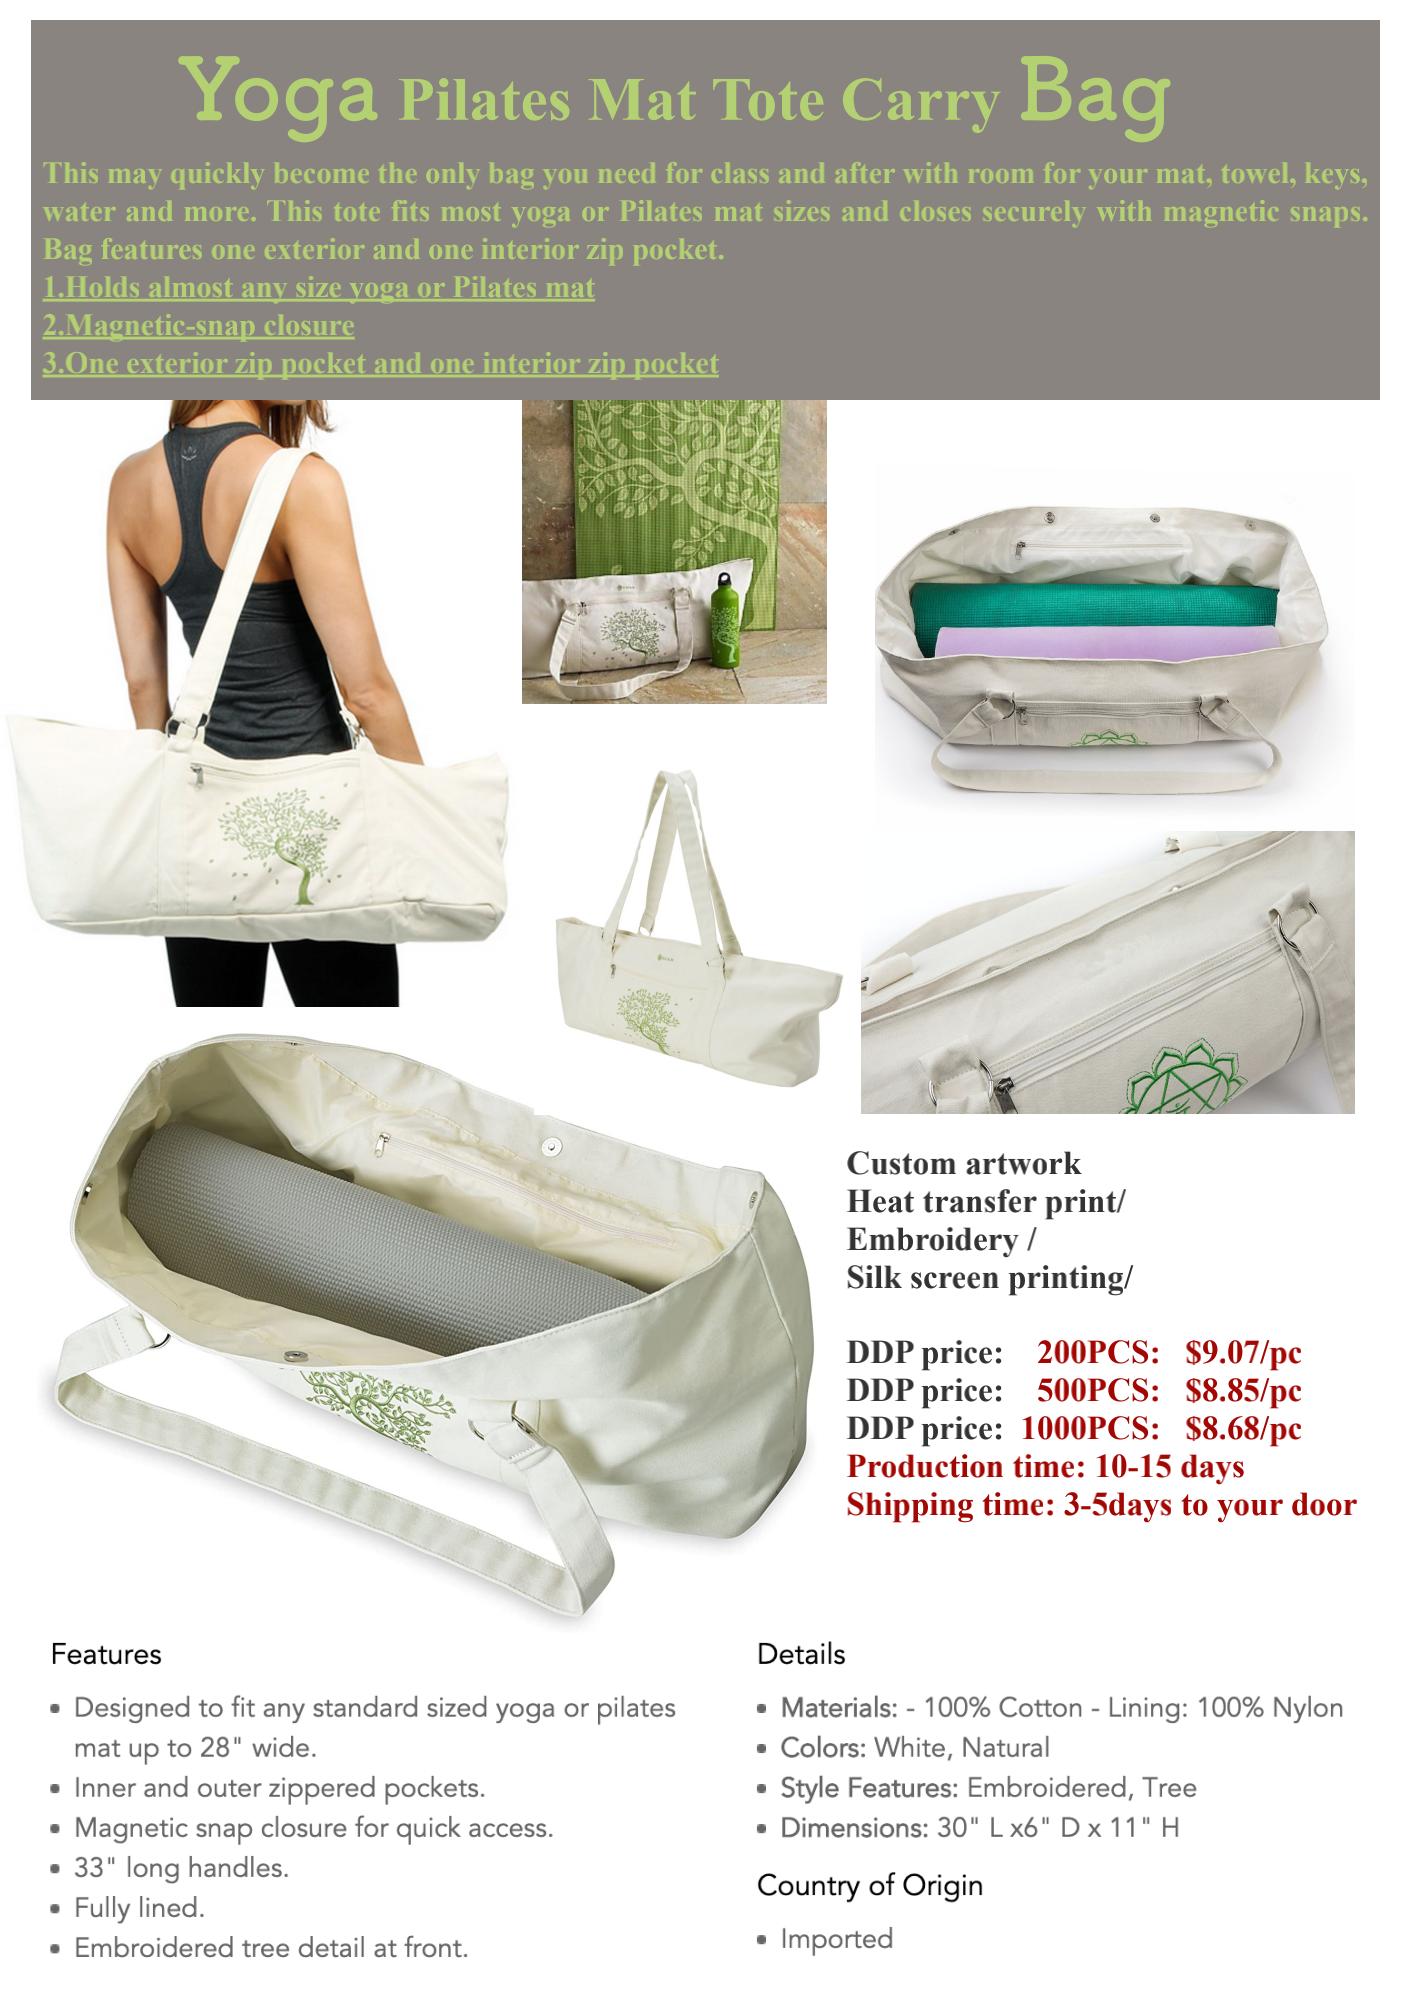 Yoga Pilates Mat Tote Carry Bag
This may quickly become the only bag you need for class and after with room for your mat, towel, keys,
water and more. This tote fits most yoga or Pilates mat sizes and closes securely with magnetic snaps.
Bag features one exterior and one interior zip pocket.
1.Holds almost any size yoga or Pilates mat
2.Magnetic-snap closure
3.One exterior zip pocket and one interior zip pocket
Custom artwork
Heat transfer print/
Embroidery /
Silk screen printing/
DDP price: 200PCS: $9.07/pc
DDP price: 500PCS: $8.85/pc
DDP price: 1000PCS: $8.68/pc
Production time: 10-15 days
Shipping time: 3-5days to your door
Features
• Designed to fit any standard sized yoga or pilates
mat up to 28" wide.
• Inner and outer zippered pockets.
• Magnetic snap closure for quick access.
• 33" long handles.
• Fully lined.
• Embroidered tree detail at front.
Details
• Materials: - 100% Cotton - Lining: 100% Nylon
• Colors: White, Natural
• Style Features: Embroidered, Tree
• Dimensions: 30" L x6" D x 11" H
Country of Origin
• Imported